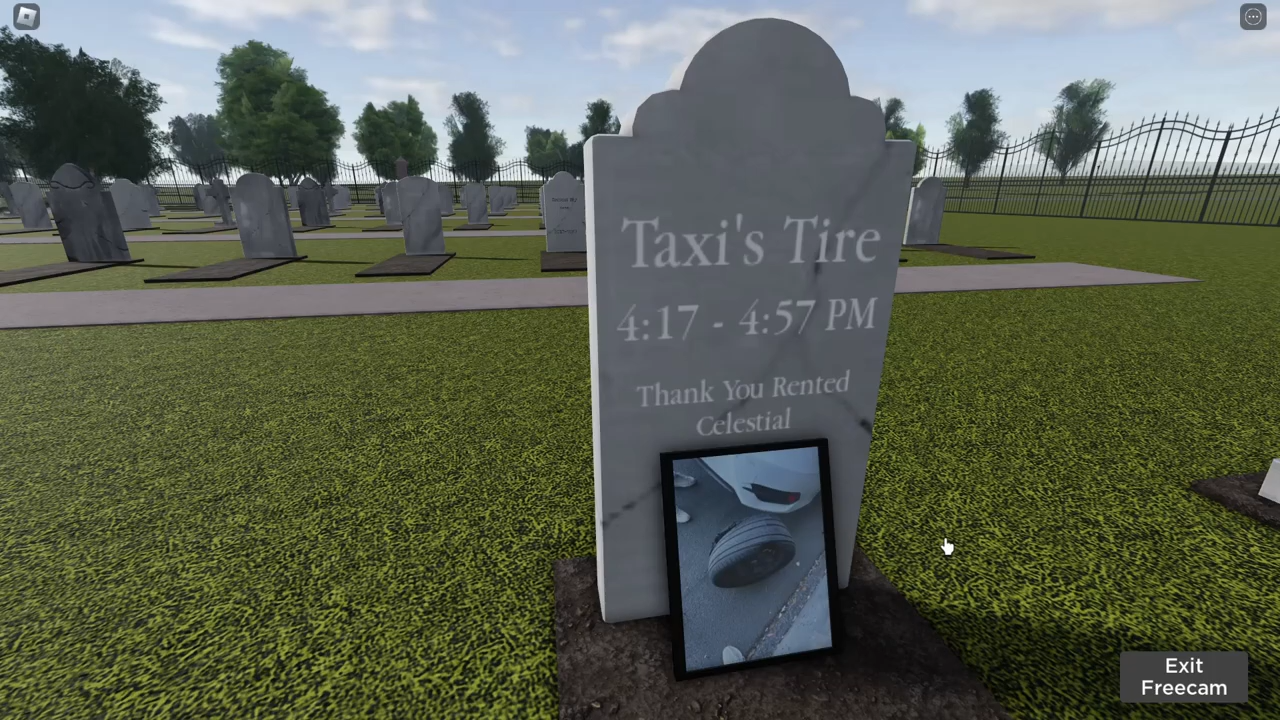 Taxi's Tire
4:17 - 4:57 PM
Thank You Rented
Celestial
Exit
Freecam